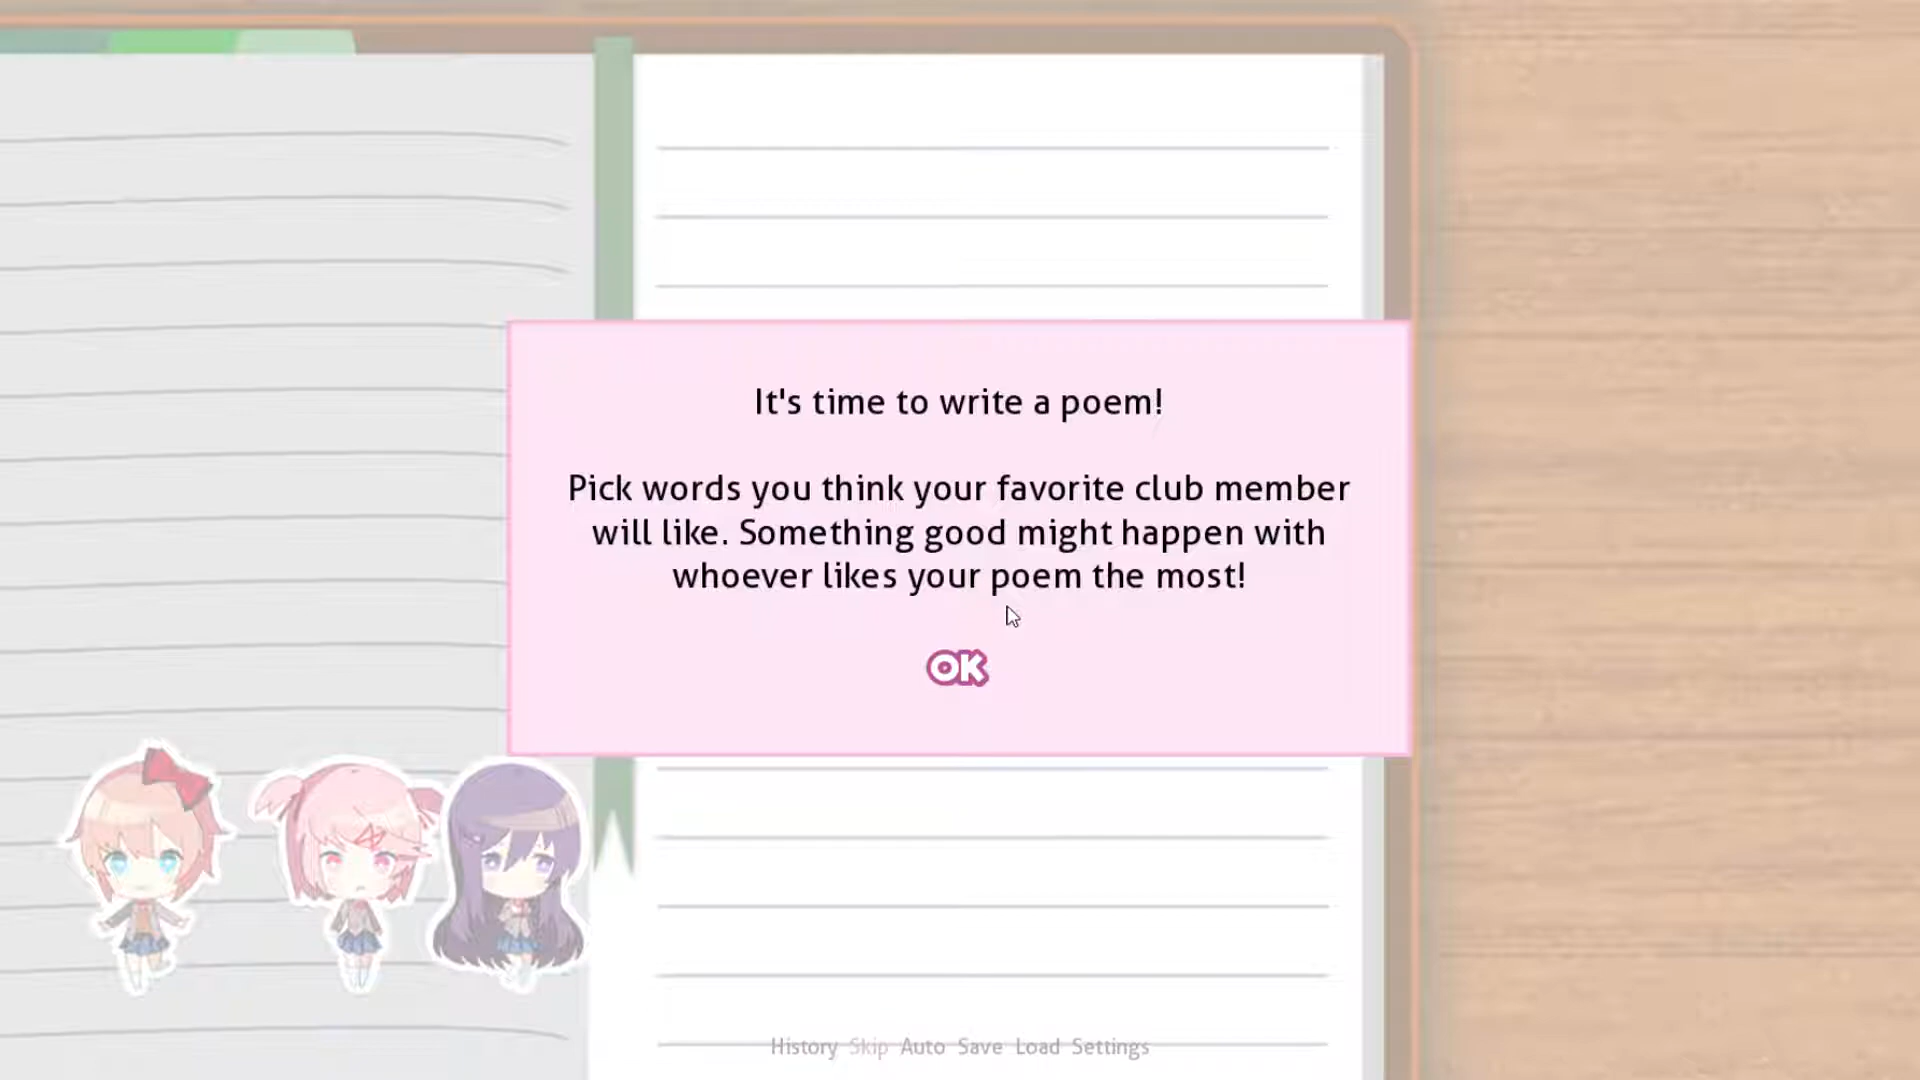 It's time to write a poem!
Pick words you think your favorite club member
will like. Something good might happen with
whoever likes your poem the most!
OK
History Skip Auto Save Load Settings